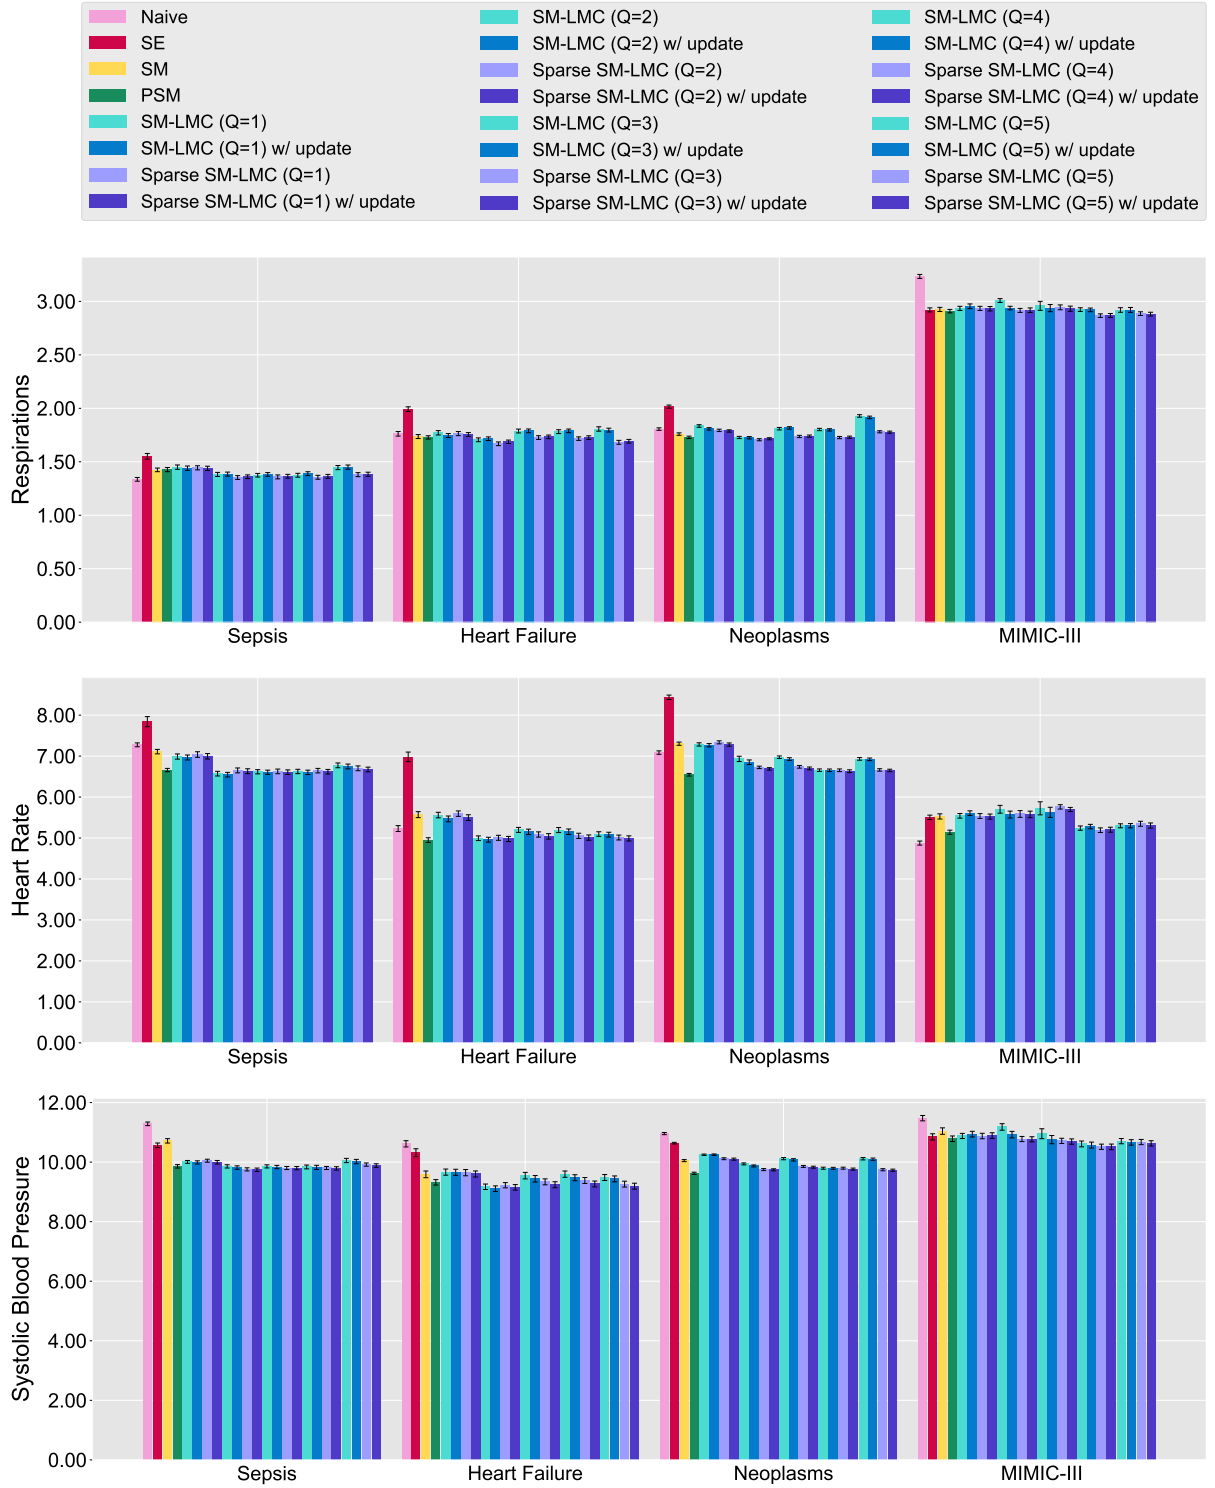 Naive
SE
SM
PSM
SM-LMC (Q=1)
SM-LMC (Q=1) w/ update
Sparse SM-LMC (Q=1)
Sparse SM-LMC (Q=1) w/ update
SM-LMC (Q=2)
SM-LMC (Q=2) w/ update
Sparse SM-LMC (Q=2)
Sparse SM-LMC (Q=2) w/ update
SM-LMC (Q=3)
SM-LMC (Q=3) w/ update
Sparse SM-LMC (Q=3)
Sparse SM-LMC (Q=3) w/ update
SM-LMC (Q=4)
SM-LMC (Q=4) w/ update
Sparse SM-LMC (Q=4)
Sparse SM-LMC (Q=4) w/ update
SM-LMC (Q=5)
SM-LMC (Q=5) w/ update
Sparse SM-LMC (Q=5)
Sparse SM-LMC (Q=5) w/ update
Respirations
3.00
2.50
2.00
1.50
1.00
0.50
0.00
Sepsis
Heart Failure
Neoplasms
MIMIC-III
Heart Rate
8.00
7.00
6.00
5.00
4.00
3.00
2.00
1.00
0.00
Sepsis
Heart Failure
Neoplasms
MIMIC-III
Systolic Blood Pressure
12.00
10.00
8.00
6.00
4.00
2.00
0.00
Sepsis
Heart Failure
Neoplasms
MIMIC-III